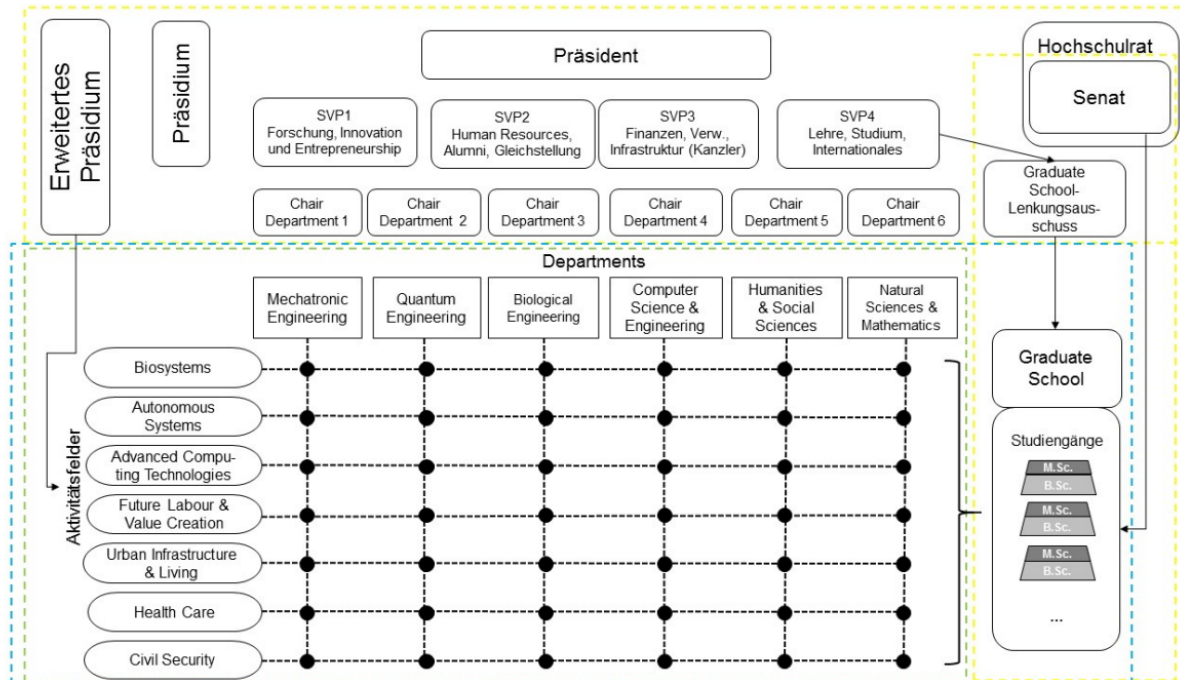 Erweitertes
Präsidium
Präsidium
Präsident
Hochschulrat
Senat
SVP1
Forschung, Innovation
und Entrepreneurship
SVP2
Human Resources,
Alumni, Gleichstellung
SVP3
Finanzen, Verw.,
Infrastruktur (Kanzler)
SVP4
Lehre, Studium,
Internationales
Graduate
School-
Lenkungsaus-
schuss
Chair
Department 1
Chair
Department 2
Chair
Department 3
Chair
Department 4
Chair
Department 5
Chair
Department 6
Departments
Mechatronic
Engineering
Quantum
Engineering
Biological
Engineering
Computer
Science &
Engineering
Humanities
& Social
Sciences
Natural
Sciences &
Mathematics
Aktivitätsfelder
Biosystems
Autonomous
Systems
Advanced Compu-
ting Technologies
Future Labour &
Value Creation
Urban Infrastructure
& Living
Health Care
Civil Security
Graduate
School
Studiengänge
M.Sc.
B.Sc.
M.Sc.
B.Sc.
M.Sc.
B.Sc.
...